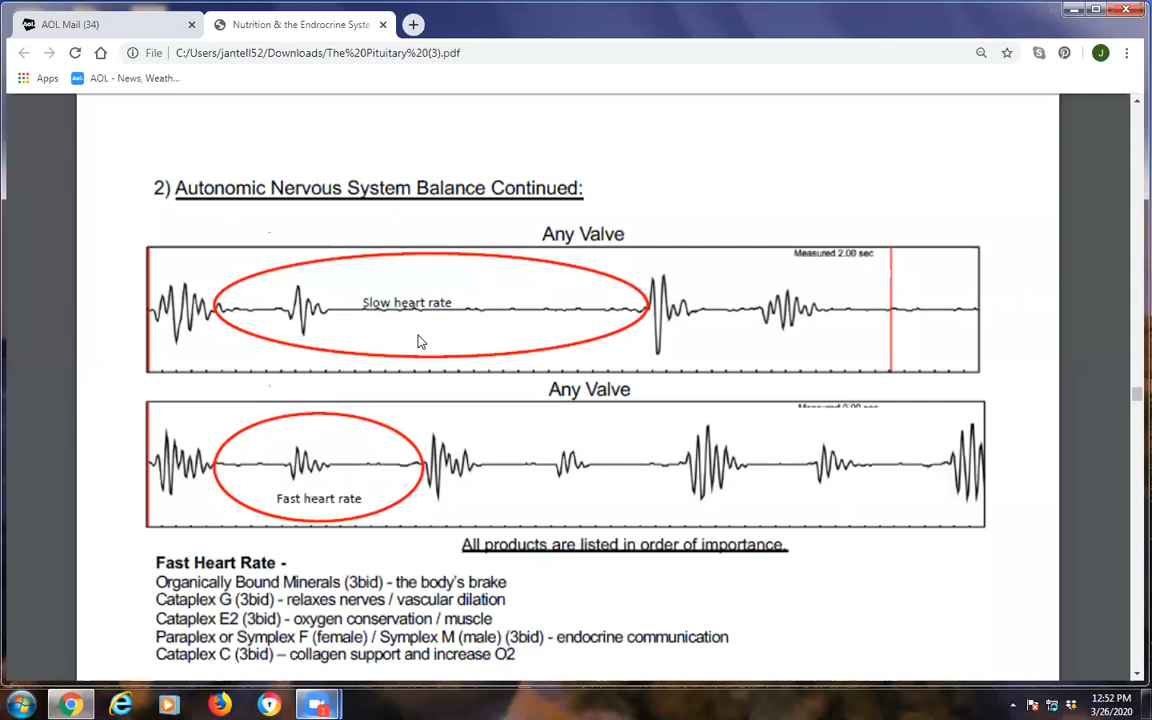 AOL Mail (34)
Nutrition & the Endocrine Syste
File
C:/Users/jantell52/Downloads/The%20Pituitary%20(3).pdf
J
Apps
AOL - News, Weath...
2) Autonomic Nervous System Balance Continued:
Any Valve
Measured 2.00 sec
Slow heart rate
Any Valve
Fast heart rate
All products are listed in order of importance.
Fast Heart Rate -
Organically Bound Minerals (3bid) - the body's brake
Cataplex G (3bid) - relaxes nerves / vascular dilation
Cataplex E2 (3bid) - oxygen conservation / muscle
Paraplex or Symplex F (female) / Symplex M (male) (3bid) - endocrine communication
Cataplex C (3bid) – collagen support and increase O2
12:52 PM
3/26/2020